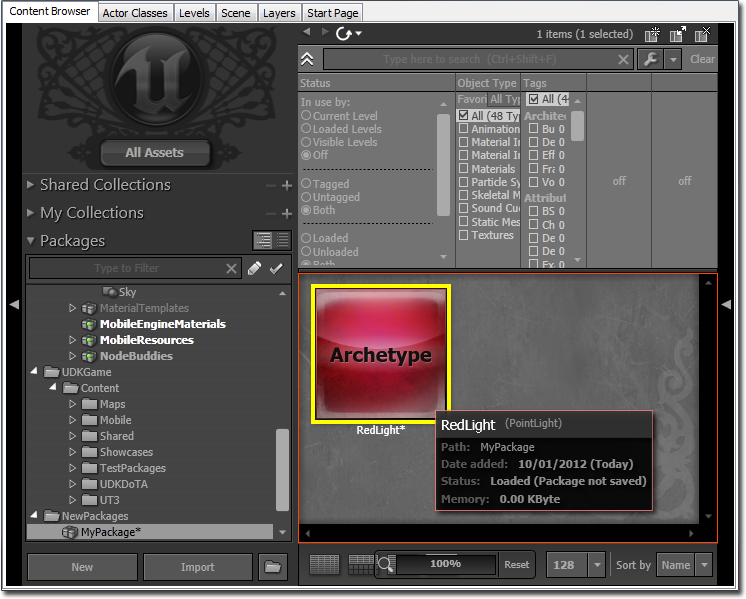 Content Browser
Actor Classes
Levels
Scene
Layers
Start Page
All Assets
Shared Collections
My Collections
Packages
Type to Filter
Sky
MaterialTemplates
MobileEngineMaterials
MobileResources
NodeBuddies
UDKGame
Content
Maps
Mobile
Shared
Showcases
TestPackages
UDKDoTA
UT3
NewPackages
MyPackage*
New
Import
1 items (1 selected)
Type here to search (Ctrl+Shift+F)
Clear
Status
In use by:
Current Level
Loaded Levels
Visible Levels
Off
Tagged
Untagged
Both
Loaded
Unloaded
Both
Object Type
Favori All Typ
All (48 Typ
Animation
Material In
Material In
Materials
Particle Sy
Skeletal M
Sound Cue
Static Mes
Textures
Tags
All (4
Archite
Bu 0
De 0
Eff 0
Fra 0
Vo 0
Attribut
BS 0
Ch 0
De 0
De 0
Ex. 0
off
off
Archetype
RedLight*
RedLight (PointLight)
Path: MyPackage
Date added: 10/01/2012 (Today)
Status: Loaded (Package not saved)
Memory: 0.00 KByte
100%
Reset
128
Sort by
Name